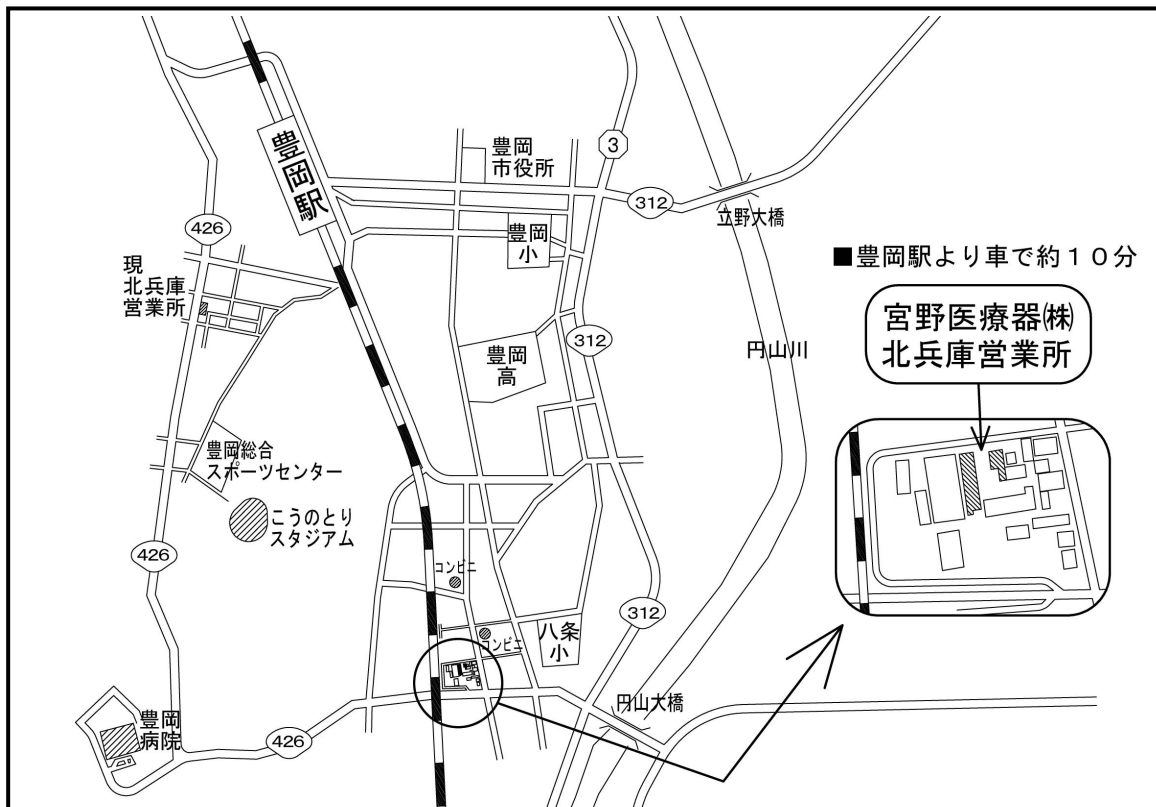 豊岡駅
豊岡
市役所
3
312
立野大橋
426
豊岡
小
■豊岡駅より車で約10分
現
北兵庫
営業所
宮野医療器㈱
北兵庫営業所
312
円山川
豊岡
高
豊岡総合
スポーツセンター
こうのとり
スタジアム
426
コンビニ
312
コンビニ
八条
小
円山大橋
豊岡
病院
426